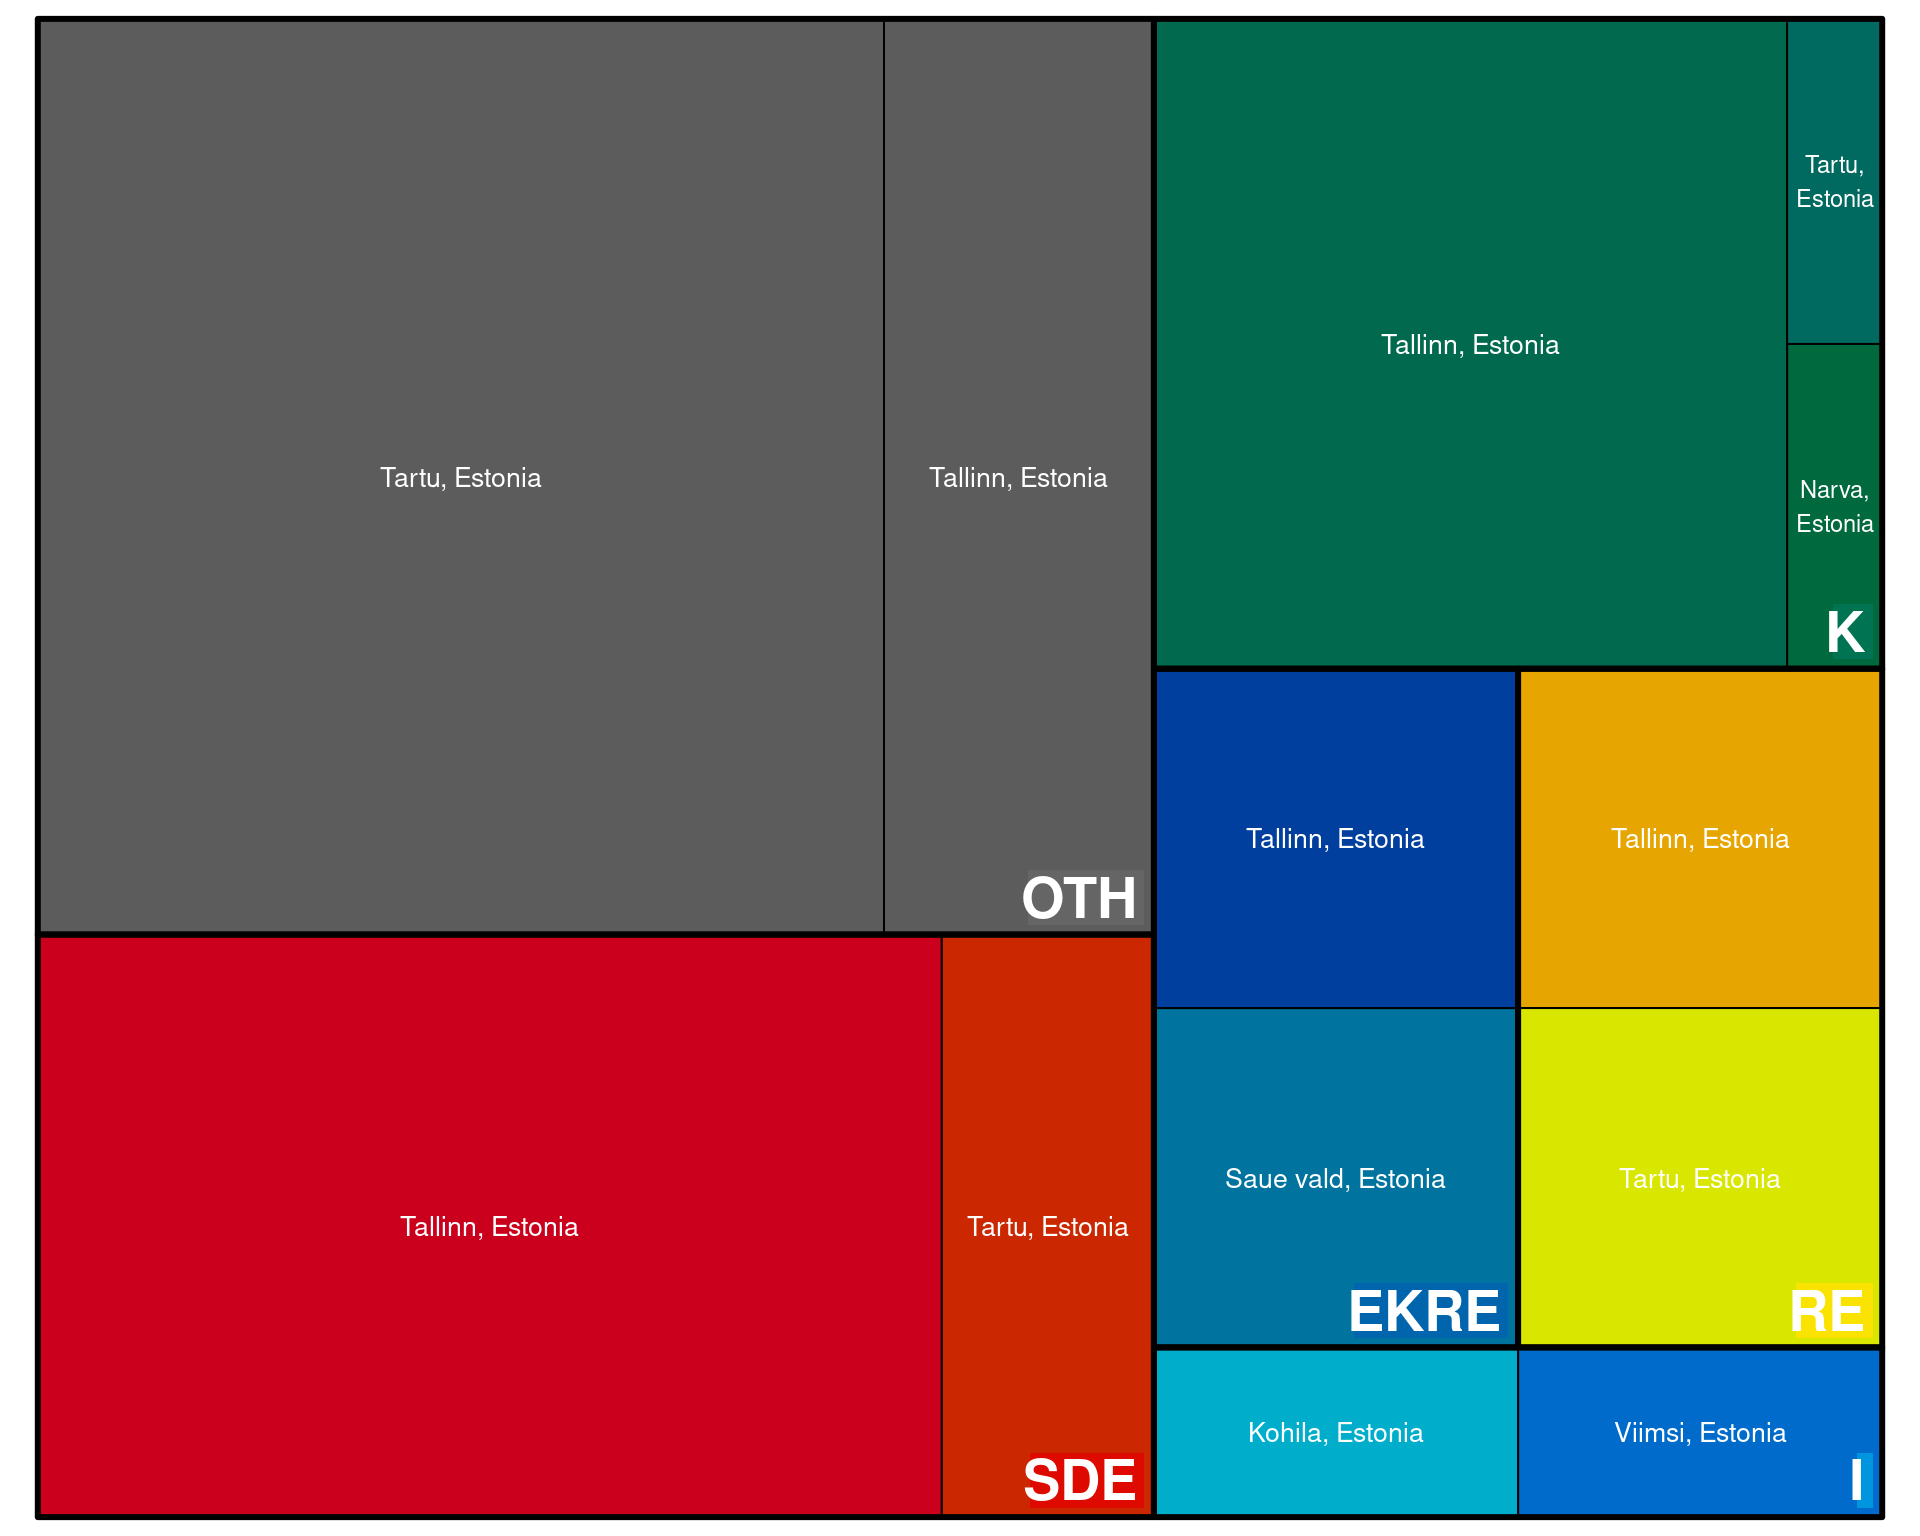 Tartu, Estonia
Tallinn, Estonia
OTH
Tallinn, Estonia
Tartu, Estonia
SDE
Tallinn, Estonia
Tartu,
Estonia
Narva,
Estonia
K
Tallinn, Estonia
Saue vald, Estonia
EKRE
Tallinn, Estonia
Tartu, Estonia
RE
Kohila, Estonia
Viimsi, Estonia
I